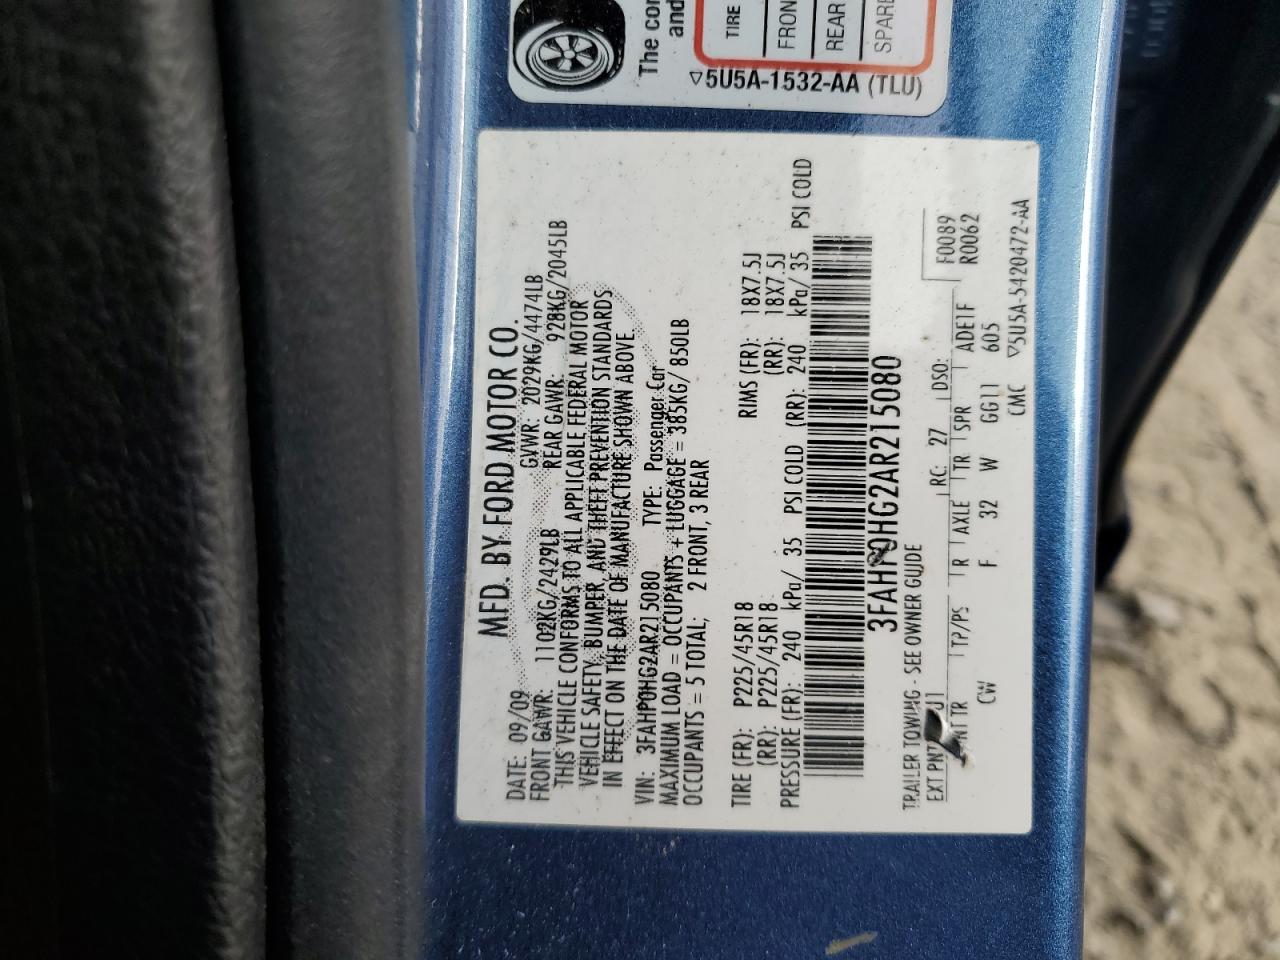 The
and
TIRE
FRON
REAR
SPARE
5U5A-1532-AA (TLU)
MFD. BY FORD MOTOR CO.
DATE: 09/09 GVWR: 2029KG/4474LB
FRONT GAWR: 1102KG/2429LB REAR GAWR: 928KG/2045LB
THIS VEHICLE CONFORMS TO ALL APPLICABLE FEDERAL MOTOR
VEHICLE SAFETY, BUMPER, AND THEFT PREVENTION STANDARDS
IN EFFECT ON THE DATE OF MANUFACTURE SHOWN ABOVE.
VIN: 3FAHP0HG2AR215080 TYPE: Passenger Car
MAXIMUM LOAD = OCCUPANTS + LUGGAGE = 385KG/ 850LB
OCCUPANTS = 5 TOTAL; 2 FRONT, 3 REAR
TIRE (FR): P225/45R18 RIMS (FR): 18X7.5J
(RR): P225/45R18 (RR): 18X7.5J
PRESSURE (FR): 240 kPa/ 35 PSI COLD (RR): 240 kPa/ 35 PSI COLD
3FAHP0HG2AR215080
TRAILER TOWING - SEE OWNER GUIDE
F0089
R0062
EXT PNT: RC: 27 DSO:
INT TR TP/PS R AXLE TR SPR ADE1F
CW F 32 W GG11 605
CMC 5U5A-5420472-AA